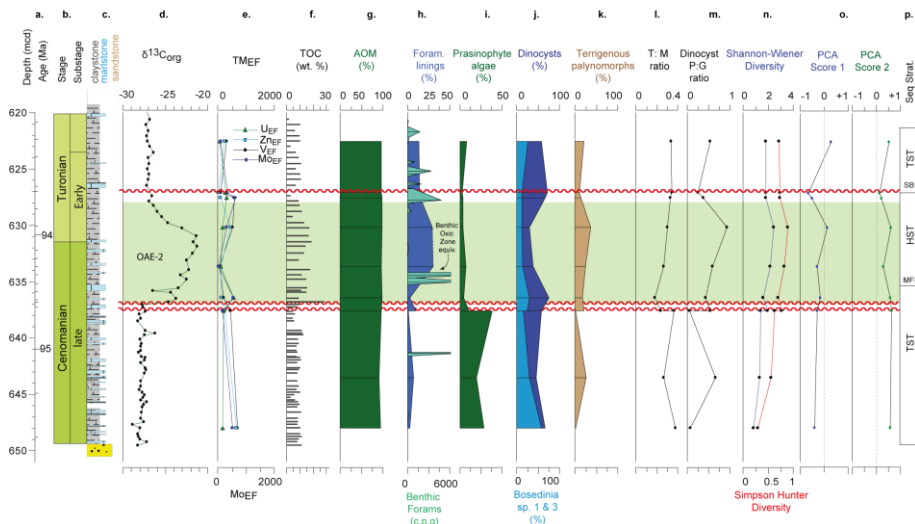 a. b. c. d. e. f. g. h. i. j. k. l. m. n. o. p.
Depth (mcd)
Age (Ma)
Stage
Substage
claystone
marlstone
sandstone
δ13Corg
TMEF
TOC
(wt. %)
AOM
(%)
Foram.
linings
(%)
Prasinophyte
algae
(%)
Dinocysts
(%)
Terrigenous
palynomorphs
(%)
T: M
ratio
Dinocyst
P:G
ratio
Shannon-Wiener
Diversity
PCA
Score 1
PCA
Score 2
Seq Strat.
-30 -25 -20
0 2000
0 30
0 100
0 25 50
0 50
0 100
0 100
0 0.4
0 1
0 2 4
-1 0 +1
-1 0 +1
620
625
630
635
640
645
650
94
95
Turonian
Early
Cenomanian
late
OAE-2
UEF
ZnEF
VEF
MoEF
Benthic
Oxic
Zone
equiv.
TST
SB
HST
MF
TST
0 2000
MoEF
0 6000
Benthic
Forams
(c.p.g)
0 100
Bosedinia
sp. 1 & 3
(%)
0 0.5 1
Simpson Hunter
Diversity